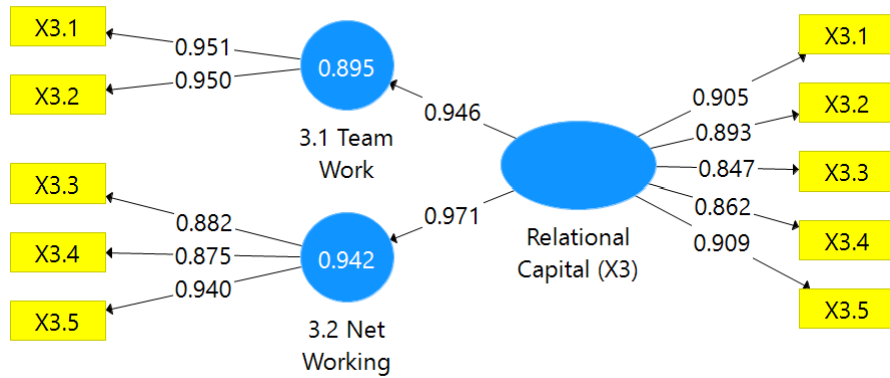 X3.1
0.951
X3.2
0.950
0.895
3.1 Team
Work
0.946
X3.3
0.882
X3.4
0.875
X3.5
0.940
0.942
3.2 Net
Working
0.971
Relational
Capital (X3)
X3.1
0.905
X3.2
0.893
X3.3
0.847
X3.4
0.862
X3.5
0.909